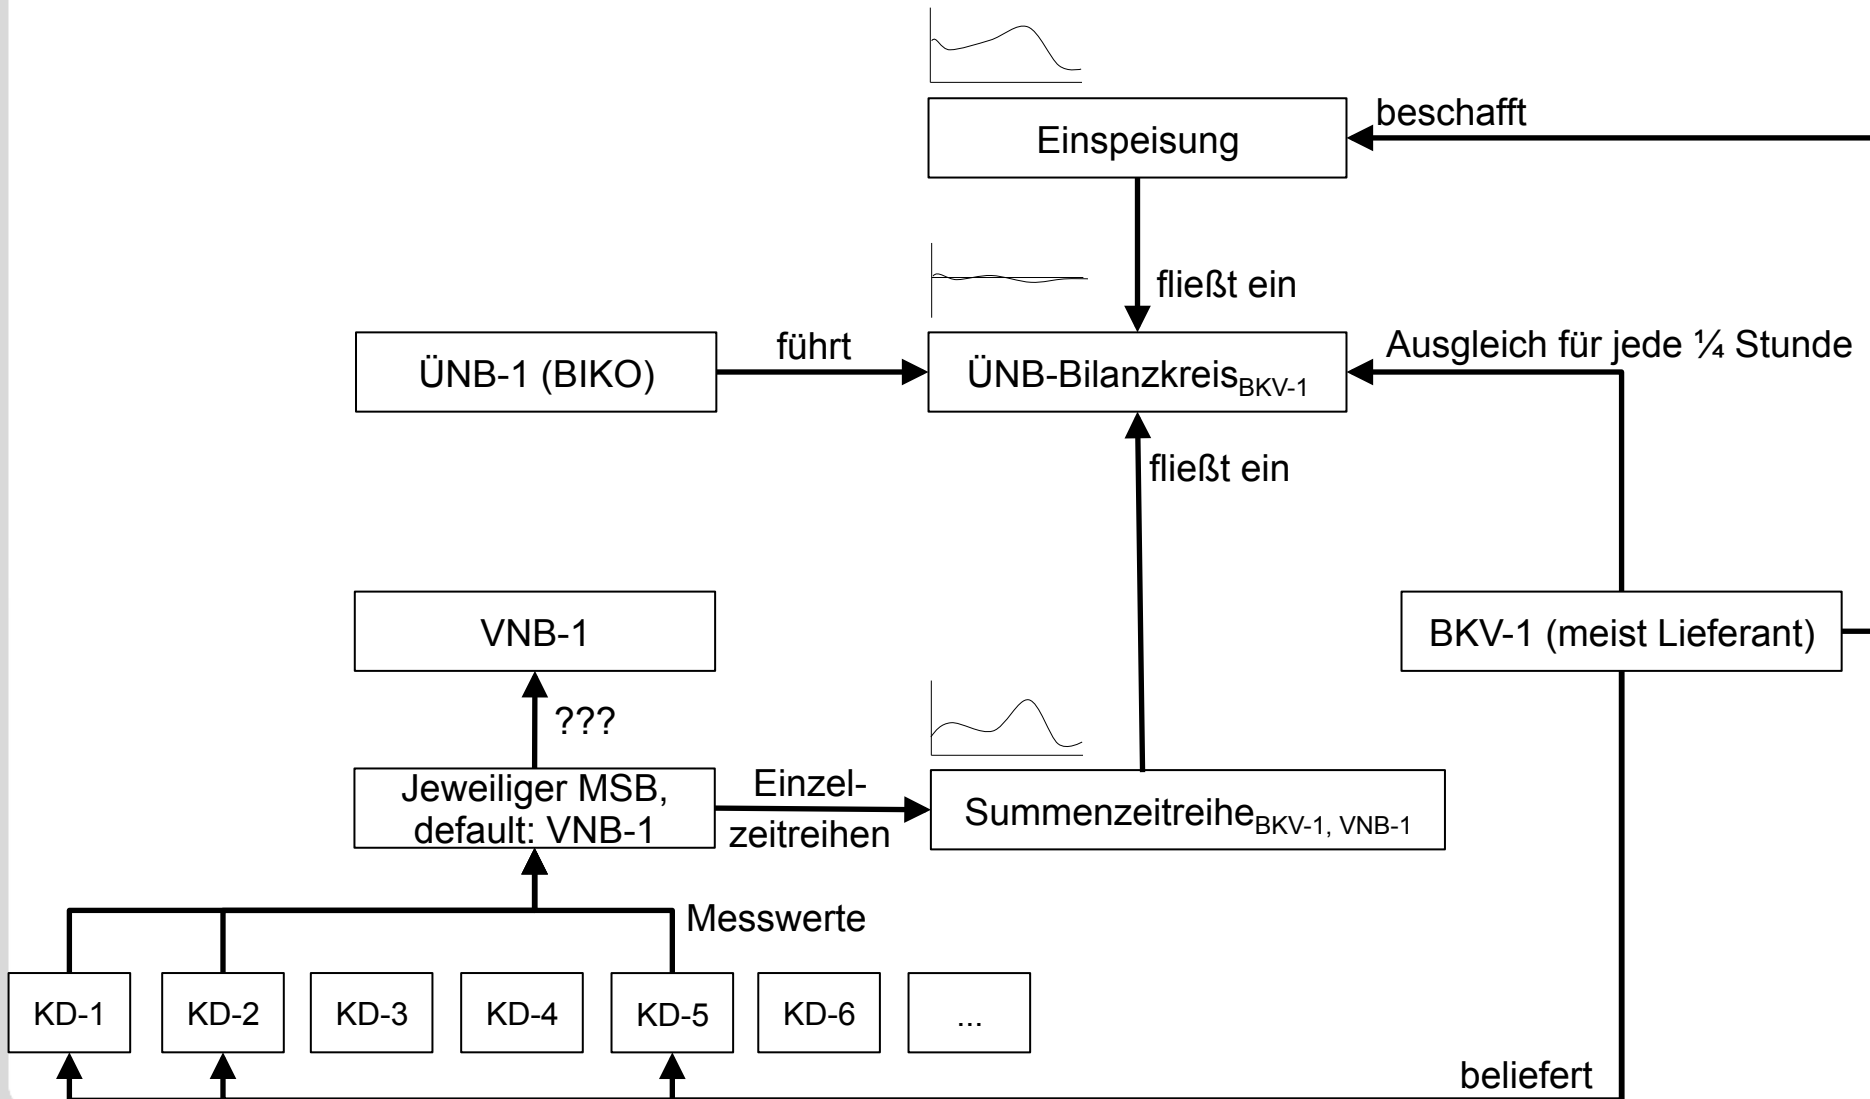 beschafft
Einspeisung
fließt ein
führt
Ausgleich für jede ¼ Stunde
ÜNB-1 (BIKO)
ÜNB-Bilanzkreis BKV-1
fließt ein
VNB-1
BKV-1 (meist Lieferant)
???
Jeweiliger MSB,
default: VNB-1
Einzel-
zeitreihen
Summenzeitreihe BKV-1, VNB-1
Messwerte
KD-1
KD-2
KD-3
KD-4
KD-5
KD-6
...
beliefert